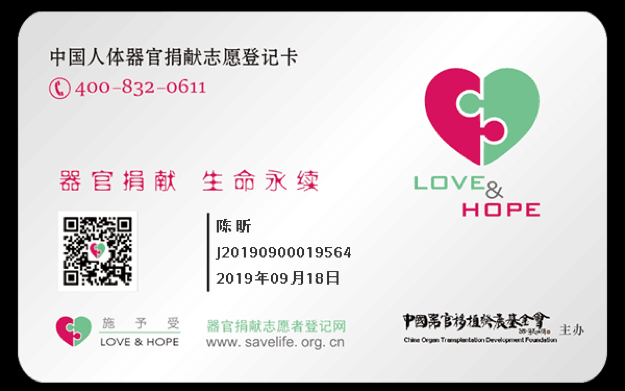 中国人体器官捐献志愿登记卡
400-832-0611
LOVE
&
HOPE
器官捐献 生命永续
陈昕
J20190900019564
2019年09月18日
施予受
LOVE & HOPE
器官捐献志愿者登记网
www.savelife.org.cn
中國器官移植發展基金會 主办
China Organ Transplantation Development Foundation